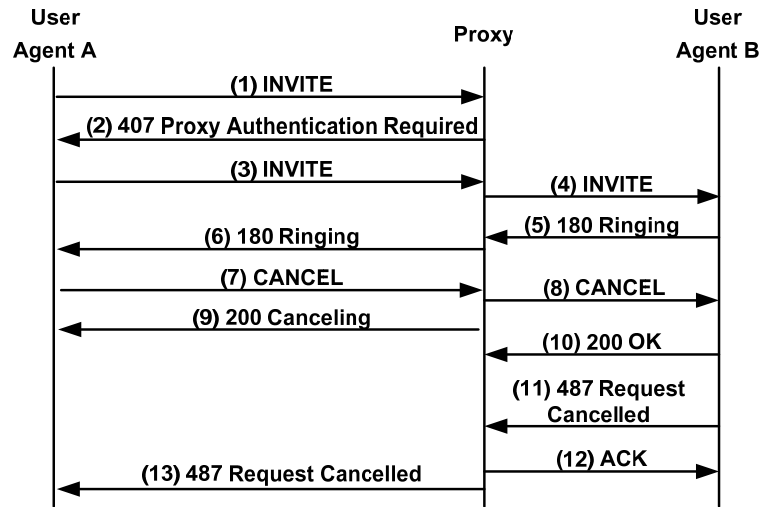 User
Agent A
Proxy
User
Agent B
(1) INVITE
(2) 407 Proxy Authentication Required
(3) INVITE
(4) INVITE
(5) 180 Ringing
(6) 180 Ringing
(7) CANCEL
(8) CANCEL
(9) 200 Canceling
(10) 200 OK
(11) 487 Request
Cancelled
(12) ACK
(13) 487 Request Cancelled